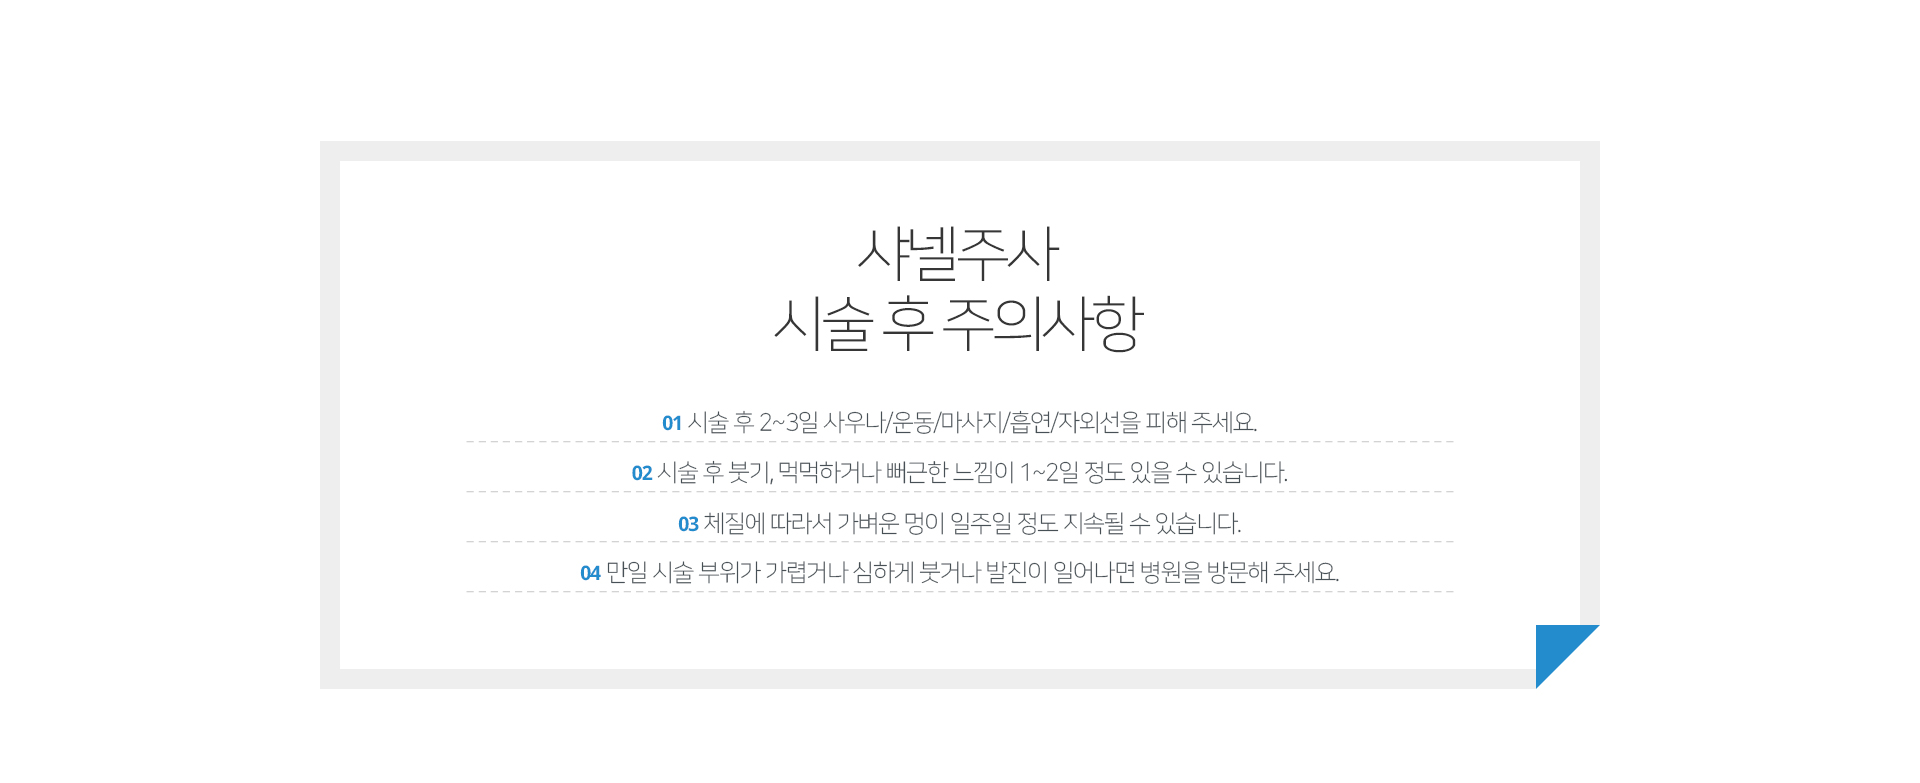 샤넬주사
시술 후 주의사항
01 시술 후 2~3일 사우나/운동/마사지/흡연/자외선을 피해 주세요.
02 시술 후 붓기, 먹먹하거나 뻐근한 느낌이 1~2일 정도 있을 수 있습니다.
03 체질에 따라서 가벼운 멍이 일주일 정도 지속될 수 있습니다.
04 만일 시술 부위가 가렵거나 심하게 붓거나 발진이 일어나면 병원을 방문해 주세요.